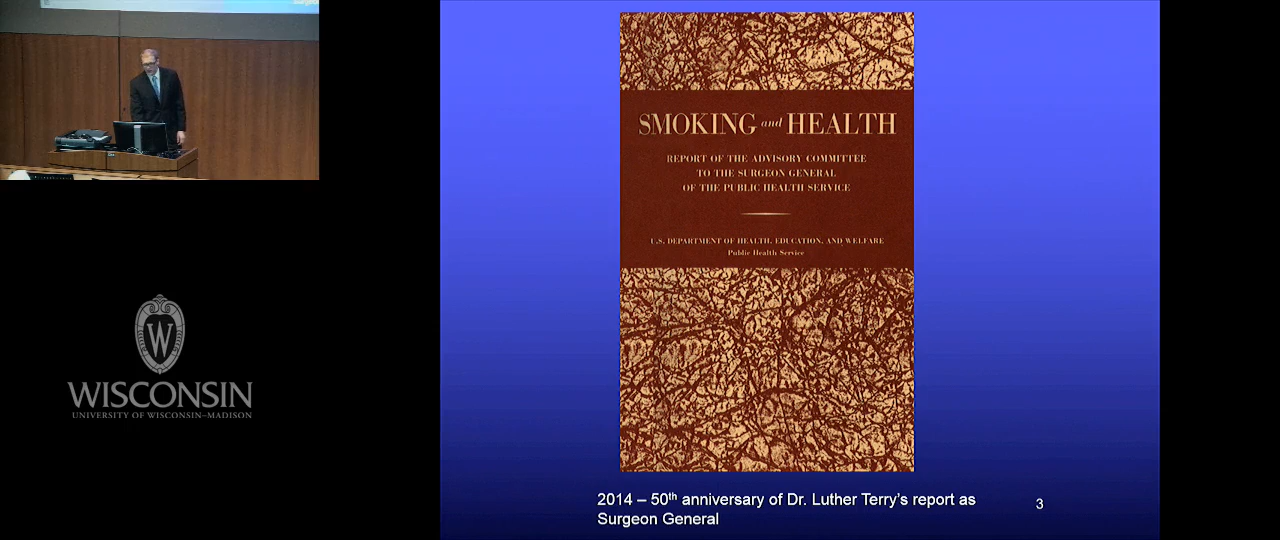 SMOKING and HEALTH
REPORT OF THE ADVISORY COMMITTEE
TO THE SURGEON GENERAL
OF THE PUBLIC HEALTH SERVICE
U.S. DEPARTMENT OF HEALTH, EDUCATION, AND WELFARE
Public Health Service
2014 – 50th anniversary of Dr. Luther Terry's report as
Surgeon General
3
W
WISCONSIN
UNIVERSITY OF WISCONSIN–MADISON